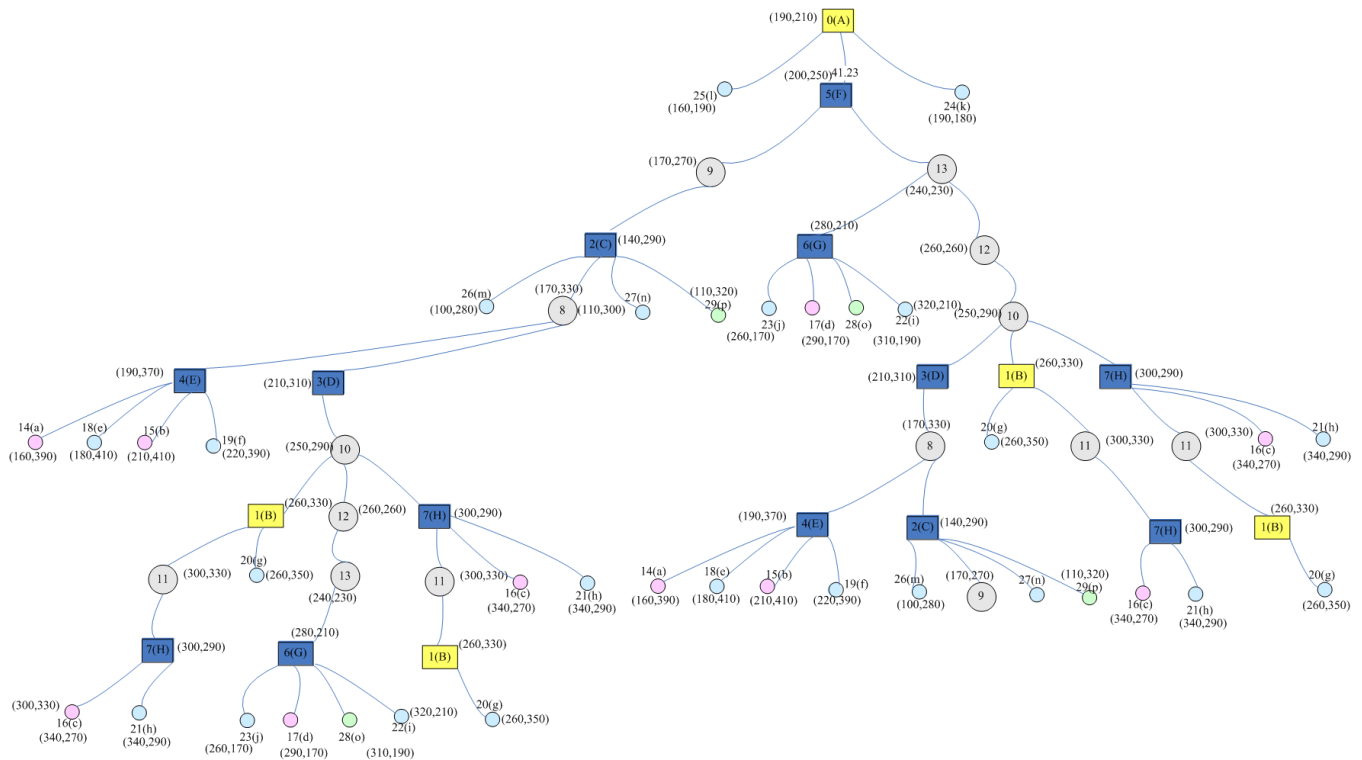 (190,210)
0(A)
(200,250)
41.23
25(l)
(160,190)
5(F)
24(k)
(190,180)
(170,270)
9
13
(240,230)
2(C)
(140,290)
(280,210)
6(G)
(260,260)
12
26(m)
(100,280)
(170,330)
8
(110,300)
27(n)
(110,320)
29(p)
23(j)
(260,170)
17(d)
(290,170)
28(o)
22(i)
(320,210)
(310,190)
(250,290)
10
(190,370)
4(E)
(210,310)
3(D)
(210,310)
3(D)
(260,330)
1(B)
7(H)
(300,290)
14(a)
(160,390)
18(e)
(180,410)
15(b)
(210,410)
19(f)
(220,390)
(250,290)
10
(170,330)
8
20(g)
(260,350)
11
(300,330)
11
(300,330)
16(c)
(340,270)
21(h)
(340,290)
1(B)
(260,330)
12
(260,260)
7(H)
(300,290)
(190,370)
4(E)
2(C)
(140,290)
7(H)
(300,290)
(260,330)
1(B)
11
(300,330)
20(g)
(260,350)
13
(240,230)
11
(300,330)
16(c)
(340,270)
21(h)
(340,290)
14(a)
(160,390)
18(e)
(180,410)
15(b)
(210,410)
19(f)
(220,390)
26(m)
(100,280)
(170,270)
9
27(n)
(110,320)
29(p)
16(c)
(340,270)
21(h)
(340,290)
20(g)
(260,350)
7(H)
(300,290)
(280,210)
6(G)
1(B)
(260,330)
(300,330)
16(c)
(340,270)
21(h)
(340,290)
23(j)
(260,170)
17(d)
(290,170)
28(o)
(320,210)
22(i)
(310,190)
20(g)
(260,350)